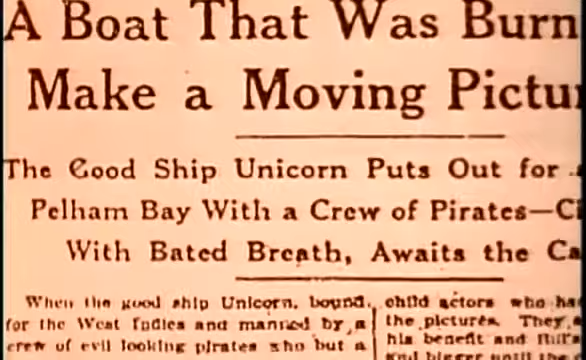 A Boat That Was Burn
Make a Moving Pictu
The Good Ship Unicorn Puts Out for
Pelham Bay With a Crew of Pirates—Ci
With Bated Breath, Awaits the Ca
When the good ship Unicorn, bound
for the West Indies and manned by a
crew of evil looking pirates who but a
child actors who ha
the pictures. They a
his benefit and
and bigger until the